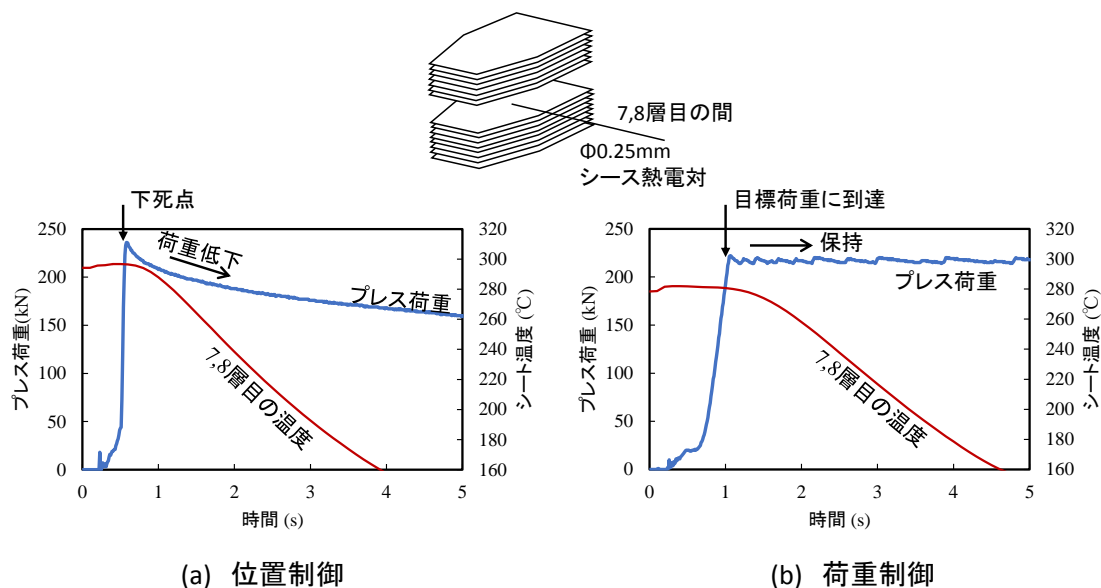 7,8層目の間
Φ0.25mm
シース熱電対
下死点
荷重低下
プレス荷重
7,8層目の温度
プレス荷重(kN)
250
200
150
100
50
0
シート温度 (℃)
320
300
280
260
240
220
200
180
160
0 1 2 3 4 5
時間 (s)
(a) 位置制御
目標荷重に到達
保持
プレス荷重
7,8層目の温度
プレス荷重(kN)
250
200
150
100
50
0
シート温度 (℃)
320
300
280
260
240
220
200
180
160
0 1 2 3 4 5
時間 (s)
(b) 荷重制御